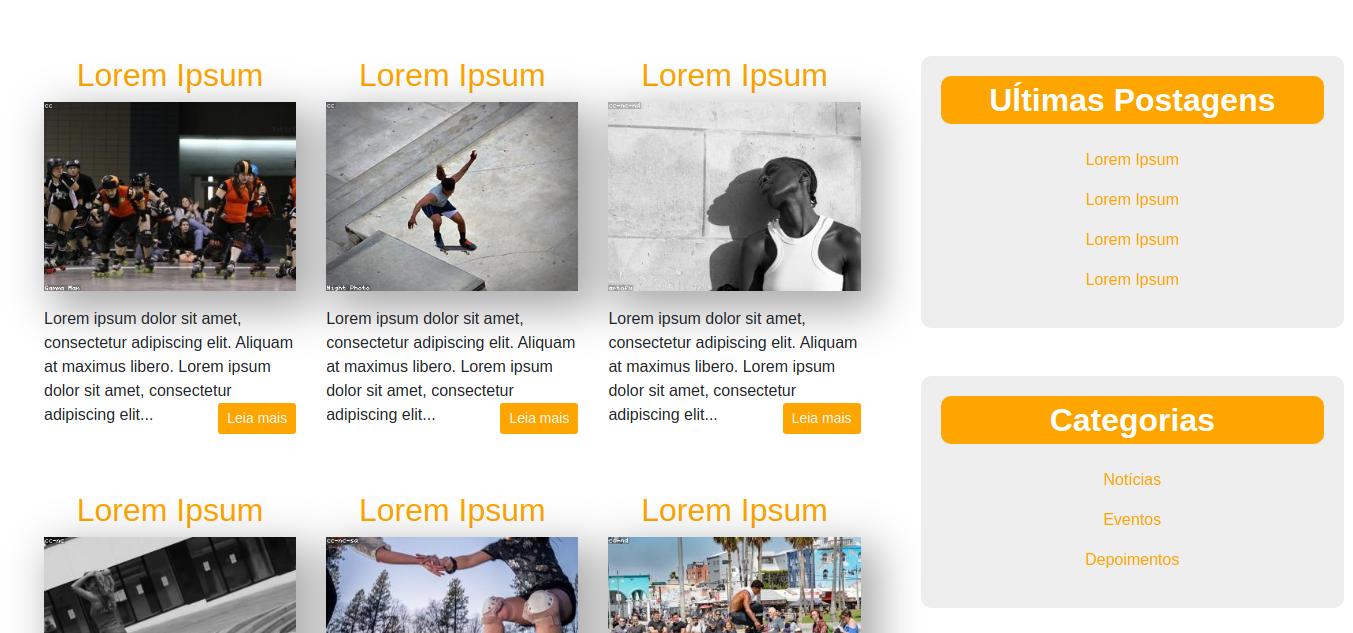 Lorem Ipsum
cc
Gamma Man
Lorem ipsum dolor sit amet,
consectetur adipiscing elit. Aliquam
at maximus libero. Lorem ipsum
dolor sit amet, consectetur
adipiscing elit...
Leia mais
Lorem Ipsum
cc
Night Photo
Lorem ipsum dolor sit amet,
consectetur adipiscing elit. Aliquam
at maximus libero. Lorem ipsum
dolor sit amet, consectetur
adipiscing elit...
Leia mais
Lorem Ipsum
cc-nc-nd
antofu
Lorem ipsum dolor sit amet,
consectetur adipiscing elit. Aliquam
at maximus libero. Lorem ipsum
dolor sit amet, consectetur
adipiscing elit...
Leia mais
Lorem Ipsum
cc-nc
Lorem Ipsum
cc-nc-sa
Lorem Ipsum
UĺtImas Postagens
Lorem Ipsum
Lorem Ipsum
Lorem Ipsum
Lorem Ipsum
Categorias
Notícias
Eventos
Depoimentos